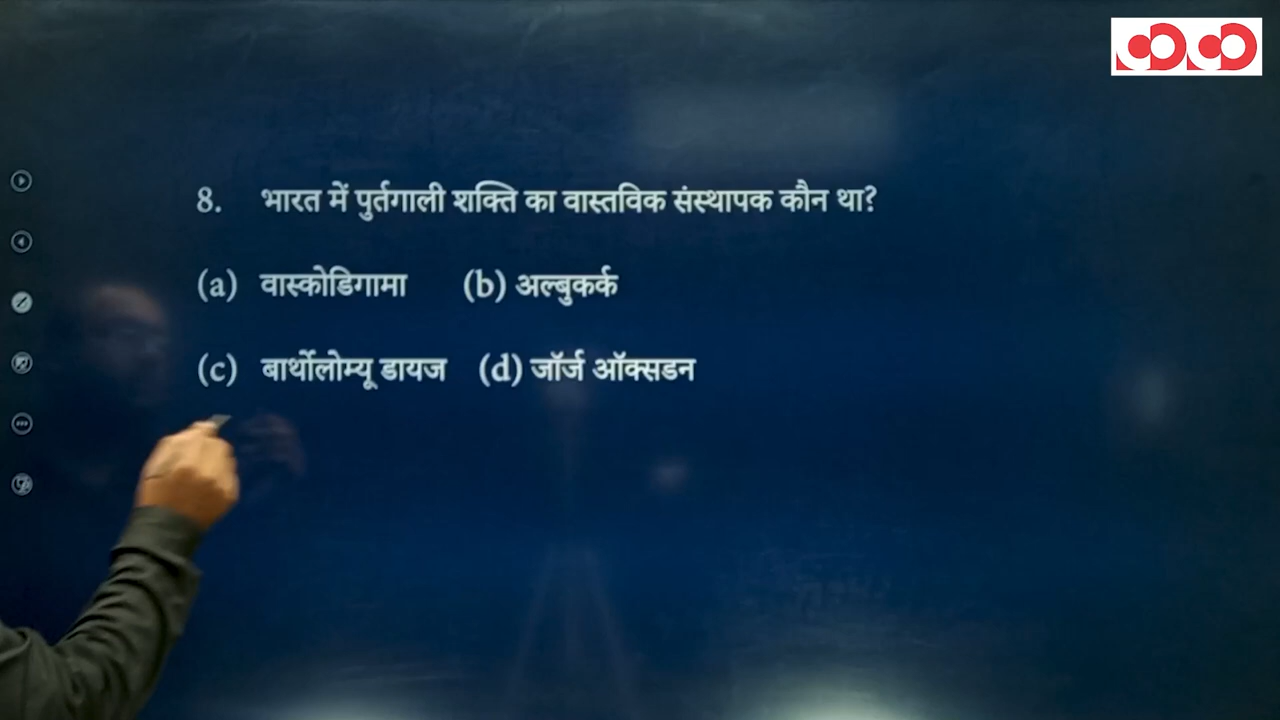 8. भारत में पुर्तगाली शक्ति का वास्तविक संस्थापक कौन था?
(a) वास्कोडिगामा (b) अल्बुकर्क
(c) बार्थोलोम्यू डायज (d) जॉर्ज ऑक्सडन